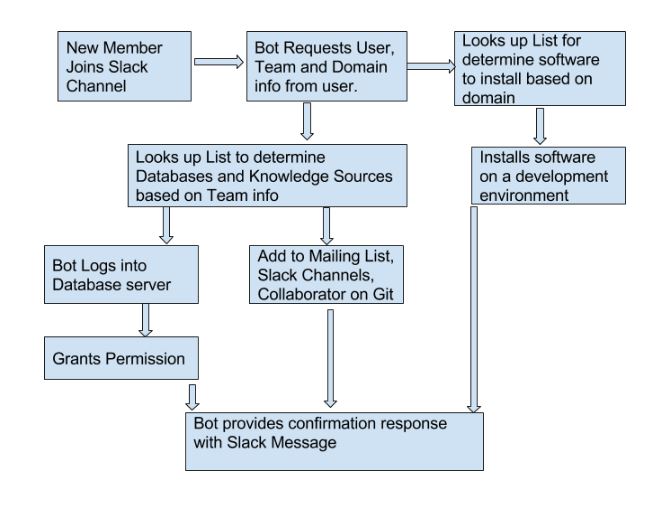 New Member
Joins Slack
Channel
Bot Requests User,
Team and Domain
info from user.
Looks up List for
determine software
to install based on
domain
Looks up List to determine
Databases and Knowledge Sources
based on Team info
Installs software
on a development
environment
Bot Logs into
Database server
Add to Mailing List,
Slack Channels,
Collaborator on Git
Grants Permission
Bot provides confirmation response
with Slack Message